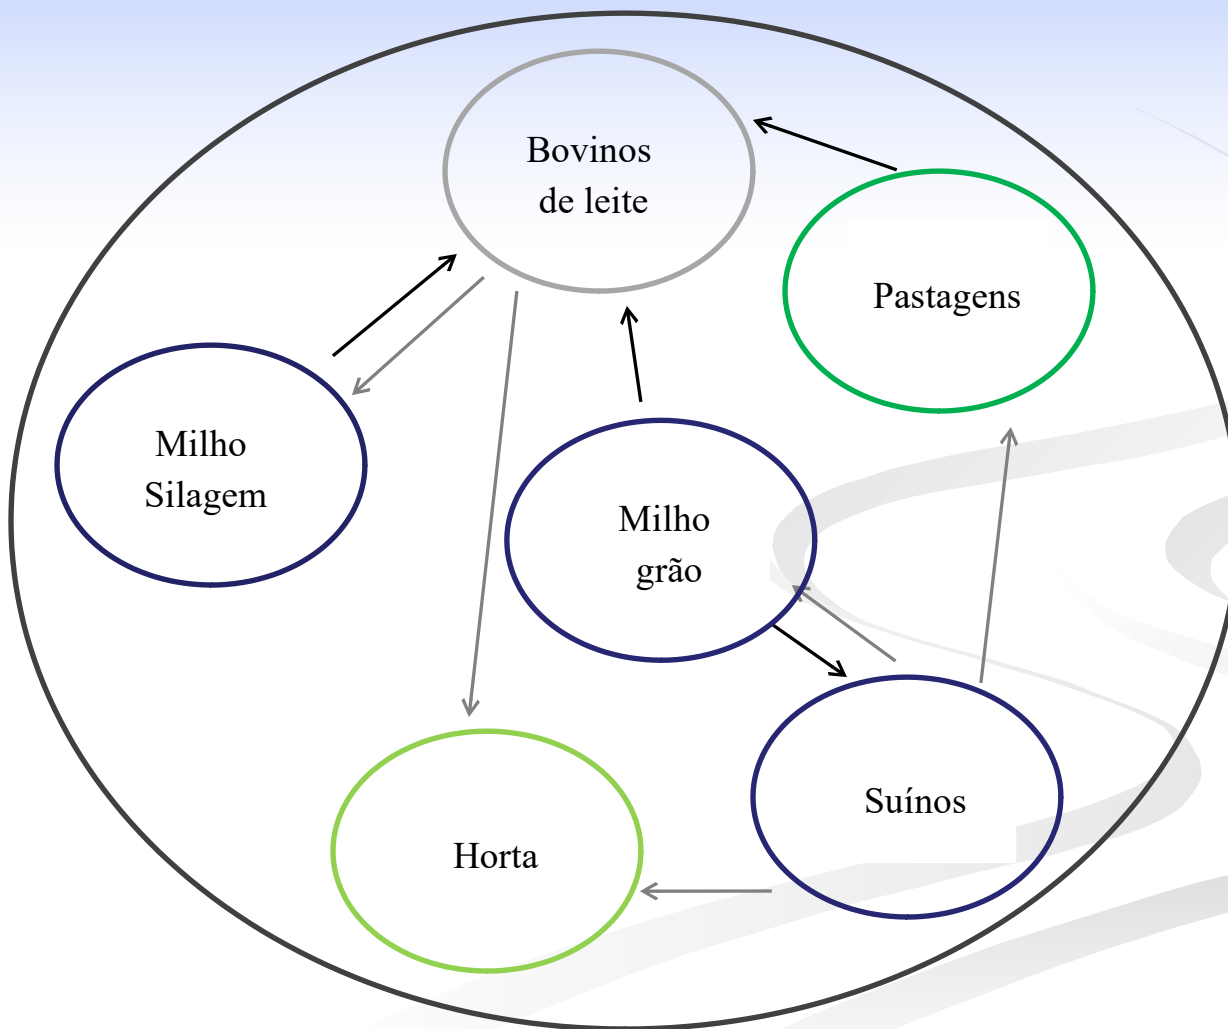 Bovinos
de leite
Pastagens
Milho
Silagem
Milho
grão
Suínos
Horta